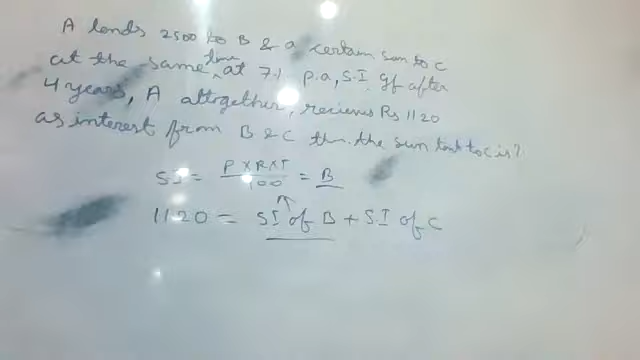 A lends 2500 to B & a certain sum to C
at the same time at 7% p.a, S.I. If after
4 years, A altogether, recieves Rs 1120
as interest from B & C then the sum lent to C is?
SI = P × R × T / 100 = B
1120 = SI of B + SI of C